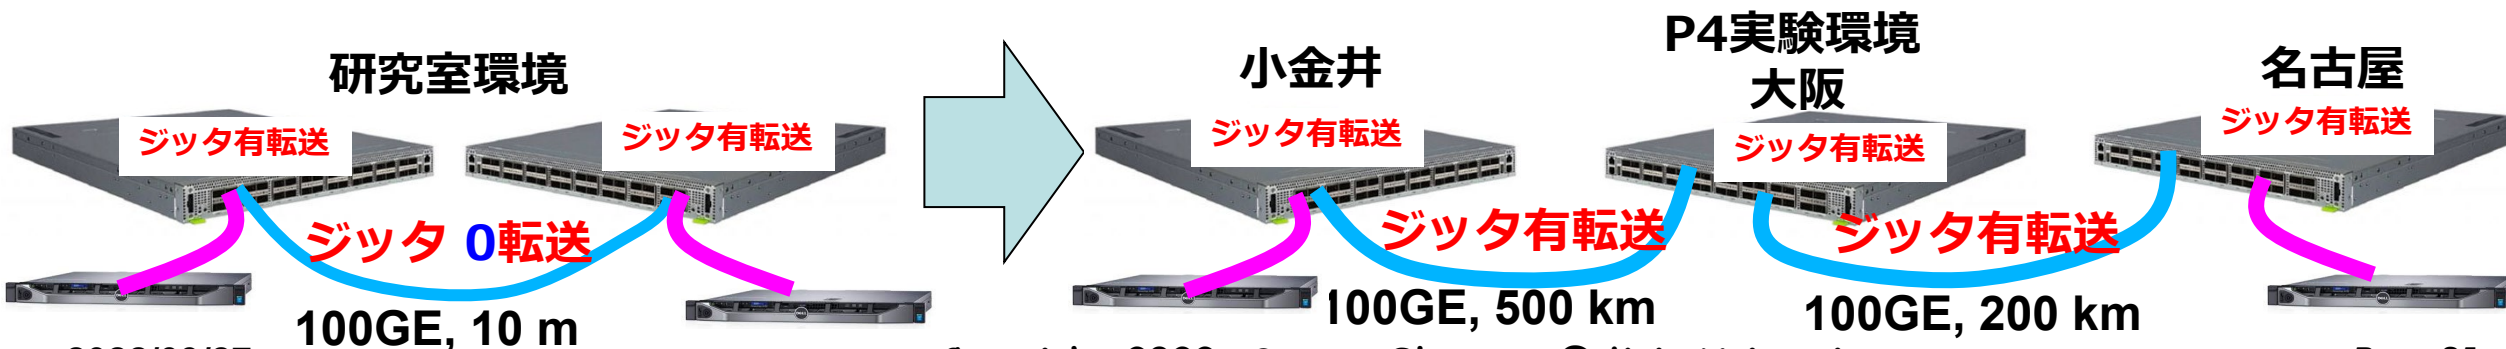 研究室環境
ジッタ有転送
ジッタ有転送
ジッタ 0転送
100GE, 10 m
小金井
P4実験環境
大阪
名古屋
ジッタ有転送
ジッタ有転送
ジッタ有転送
ジッタ有転送
ジッタ有転送
100GE, 500 km
100GE, 200 km